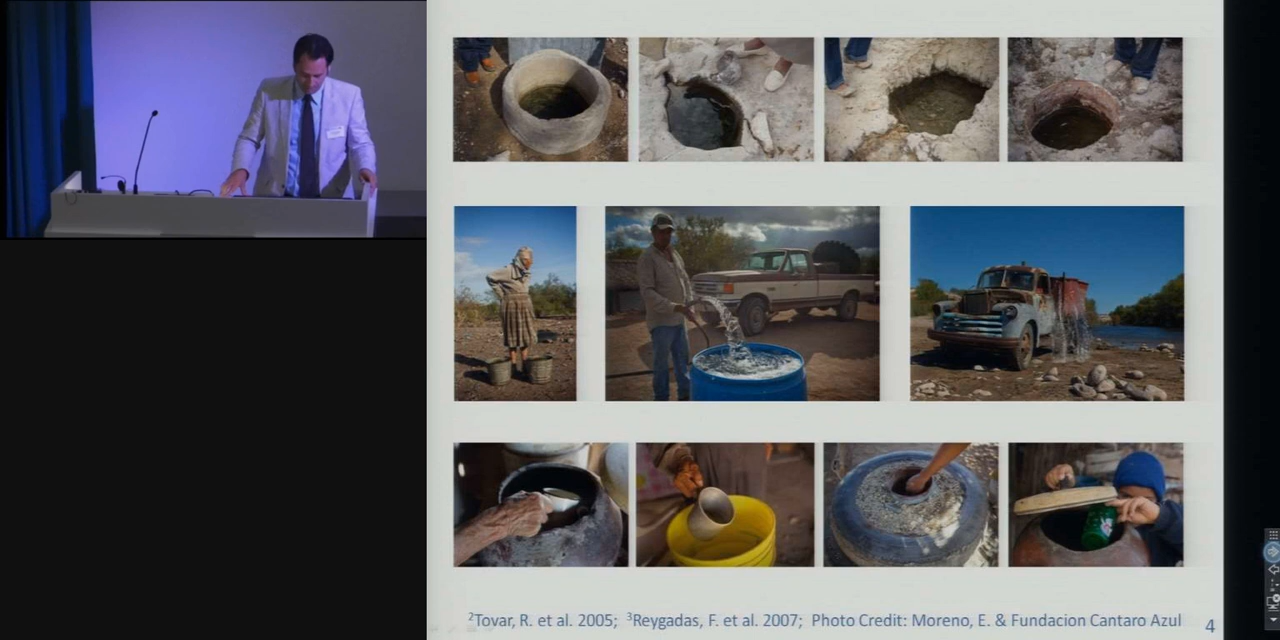 ²Tovar, R. et al. 2005; ³Reygadas, F. et al. 2007; Photo Credit: Moreno, E. & Fundacion Cantaro Azul
4